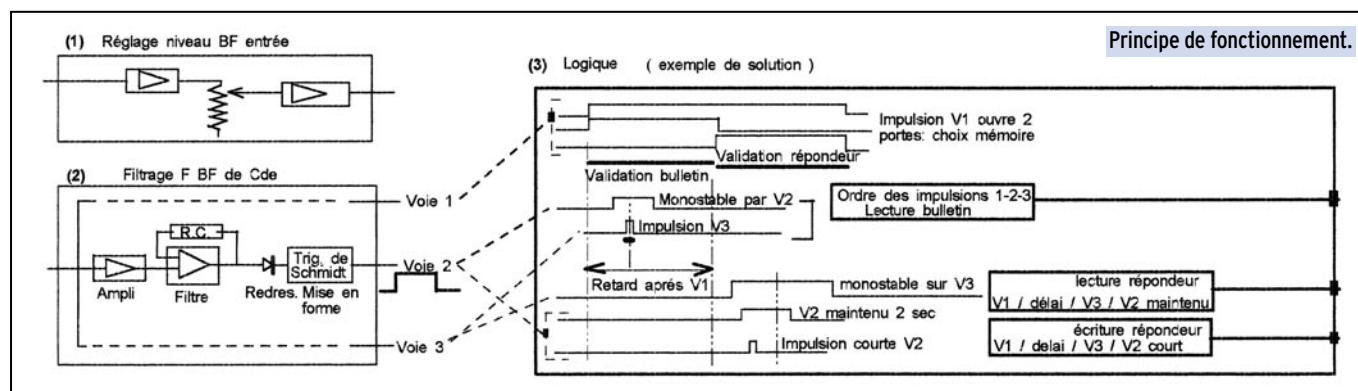 Principe de fonctionnement.
(1) Réglage niveau BF entrée
(2) Filtrage F BF de Cde
Voie 1
R.C.
Trig. de
Schmidt
Voie 2
Ampli
Filtre
Redres. Mise en
forme
Voie 3
(3) Logique ( exemple de solution )
Impulsion V1 ouvre 2
portes: choix mémoire
Validation répondeur
Validation bulletin
Monostable par V2
Impulsion V3
Ordre des impulsions 1-2-3
Lecture bulletin
Retard aprés V1
monostable sur V3
lecture répondeur
V1 / délai / V3 / V2 maintenu
V2 maintenu 2 sec
écriture répondeur
V1 / delai / V3 / V2 court
Impulsion courte V2